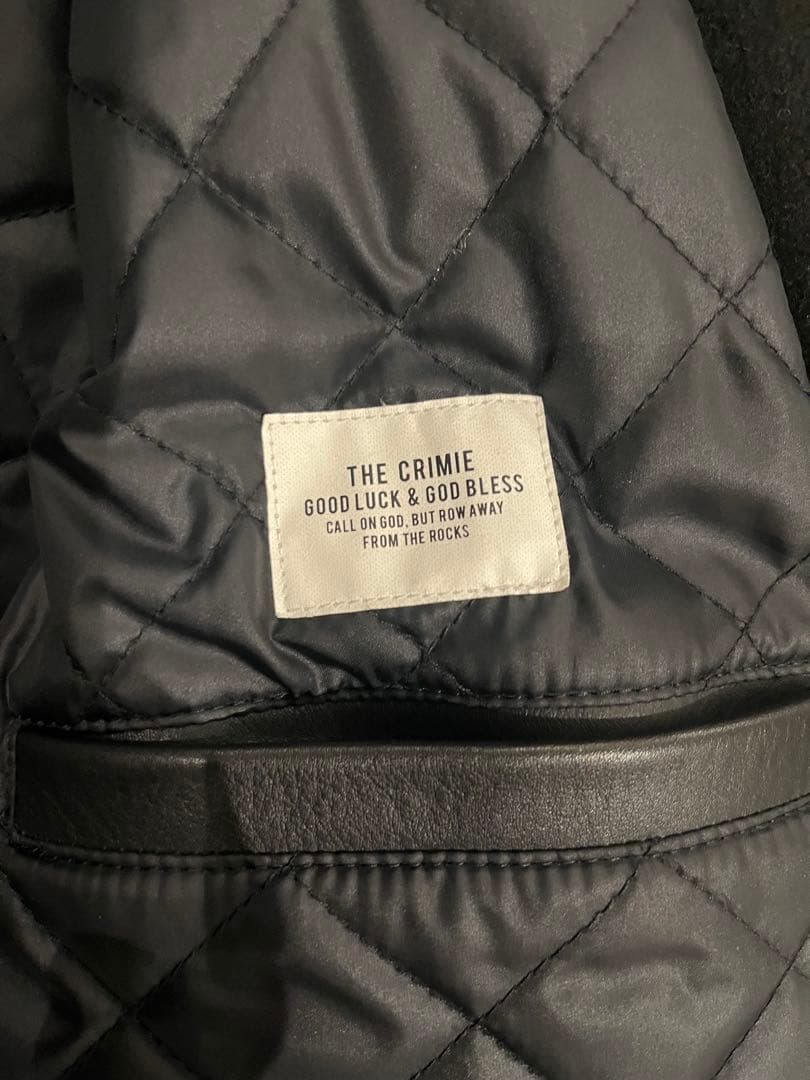 THE CRIMIE
GOOD LUCK & GOD BLESS
CALL ON GOD, BUT ROW AWAY
FROM THE ROCKS